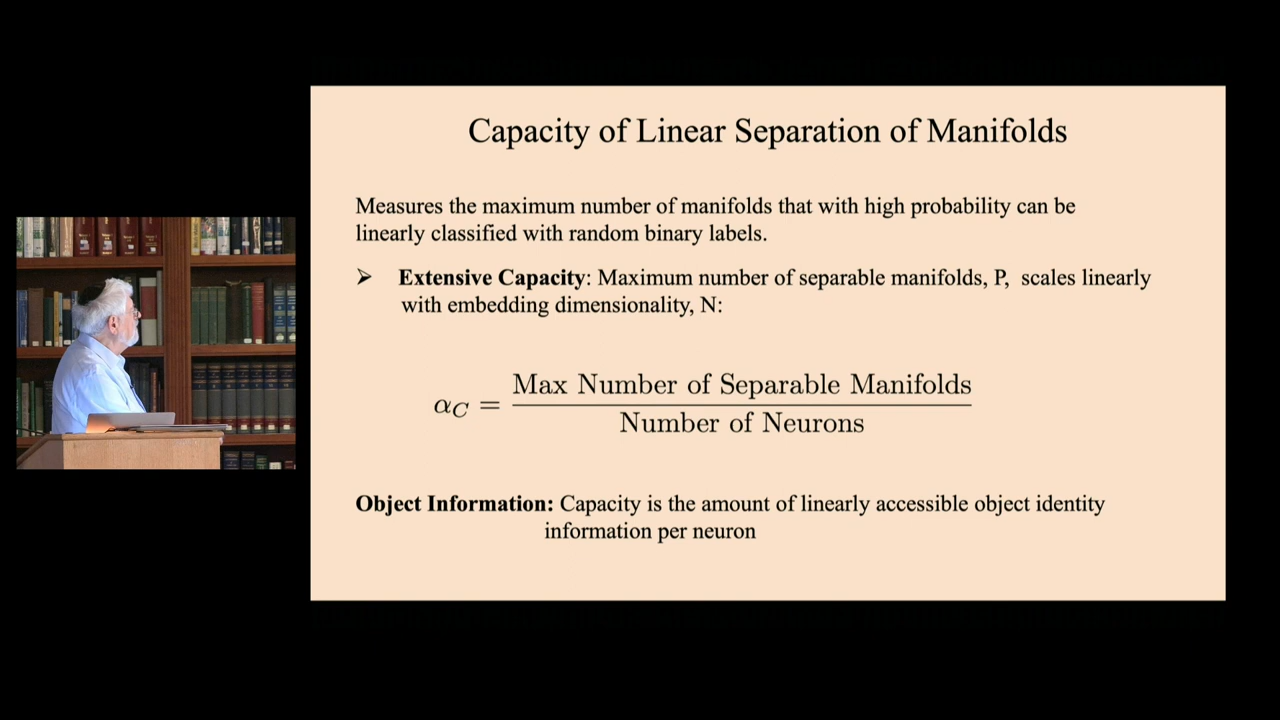 Capacity of Linear Separation of Manifolds
Measures the maximum number of manifolds that with high probability can be
linearly classified with random binary labels.
➢ Extensive Capacity: Maximum number of separable manifolds, P, scales linearly
with embedding dimensionality, N:
α_C = Max Number of Separable Manifolds
Number of Neurons
Object Information: Capacity is the amount of linearly accessible object identity
information per neuron